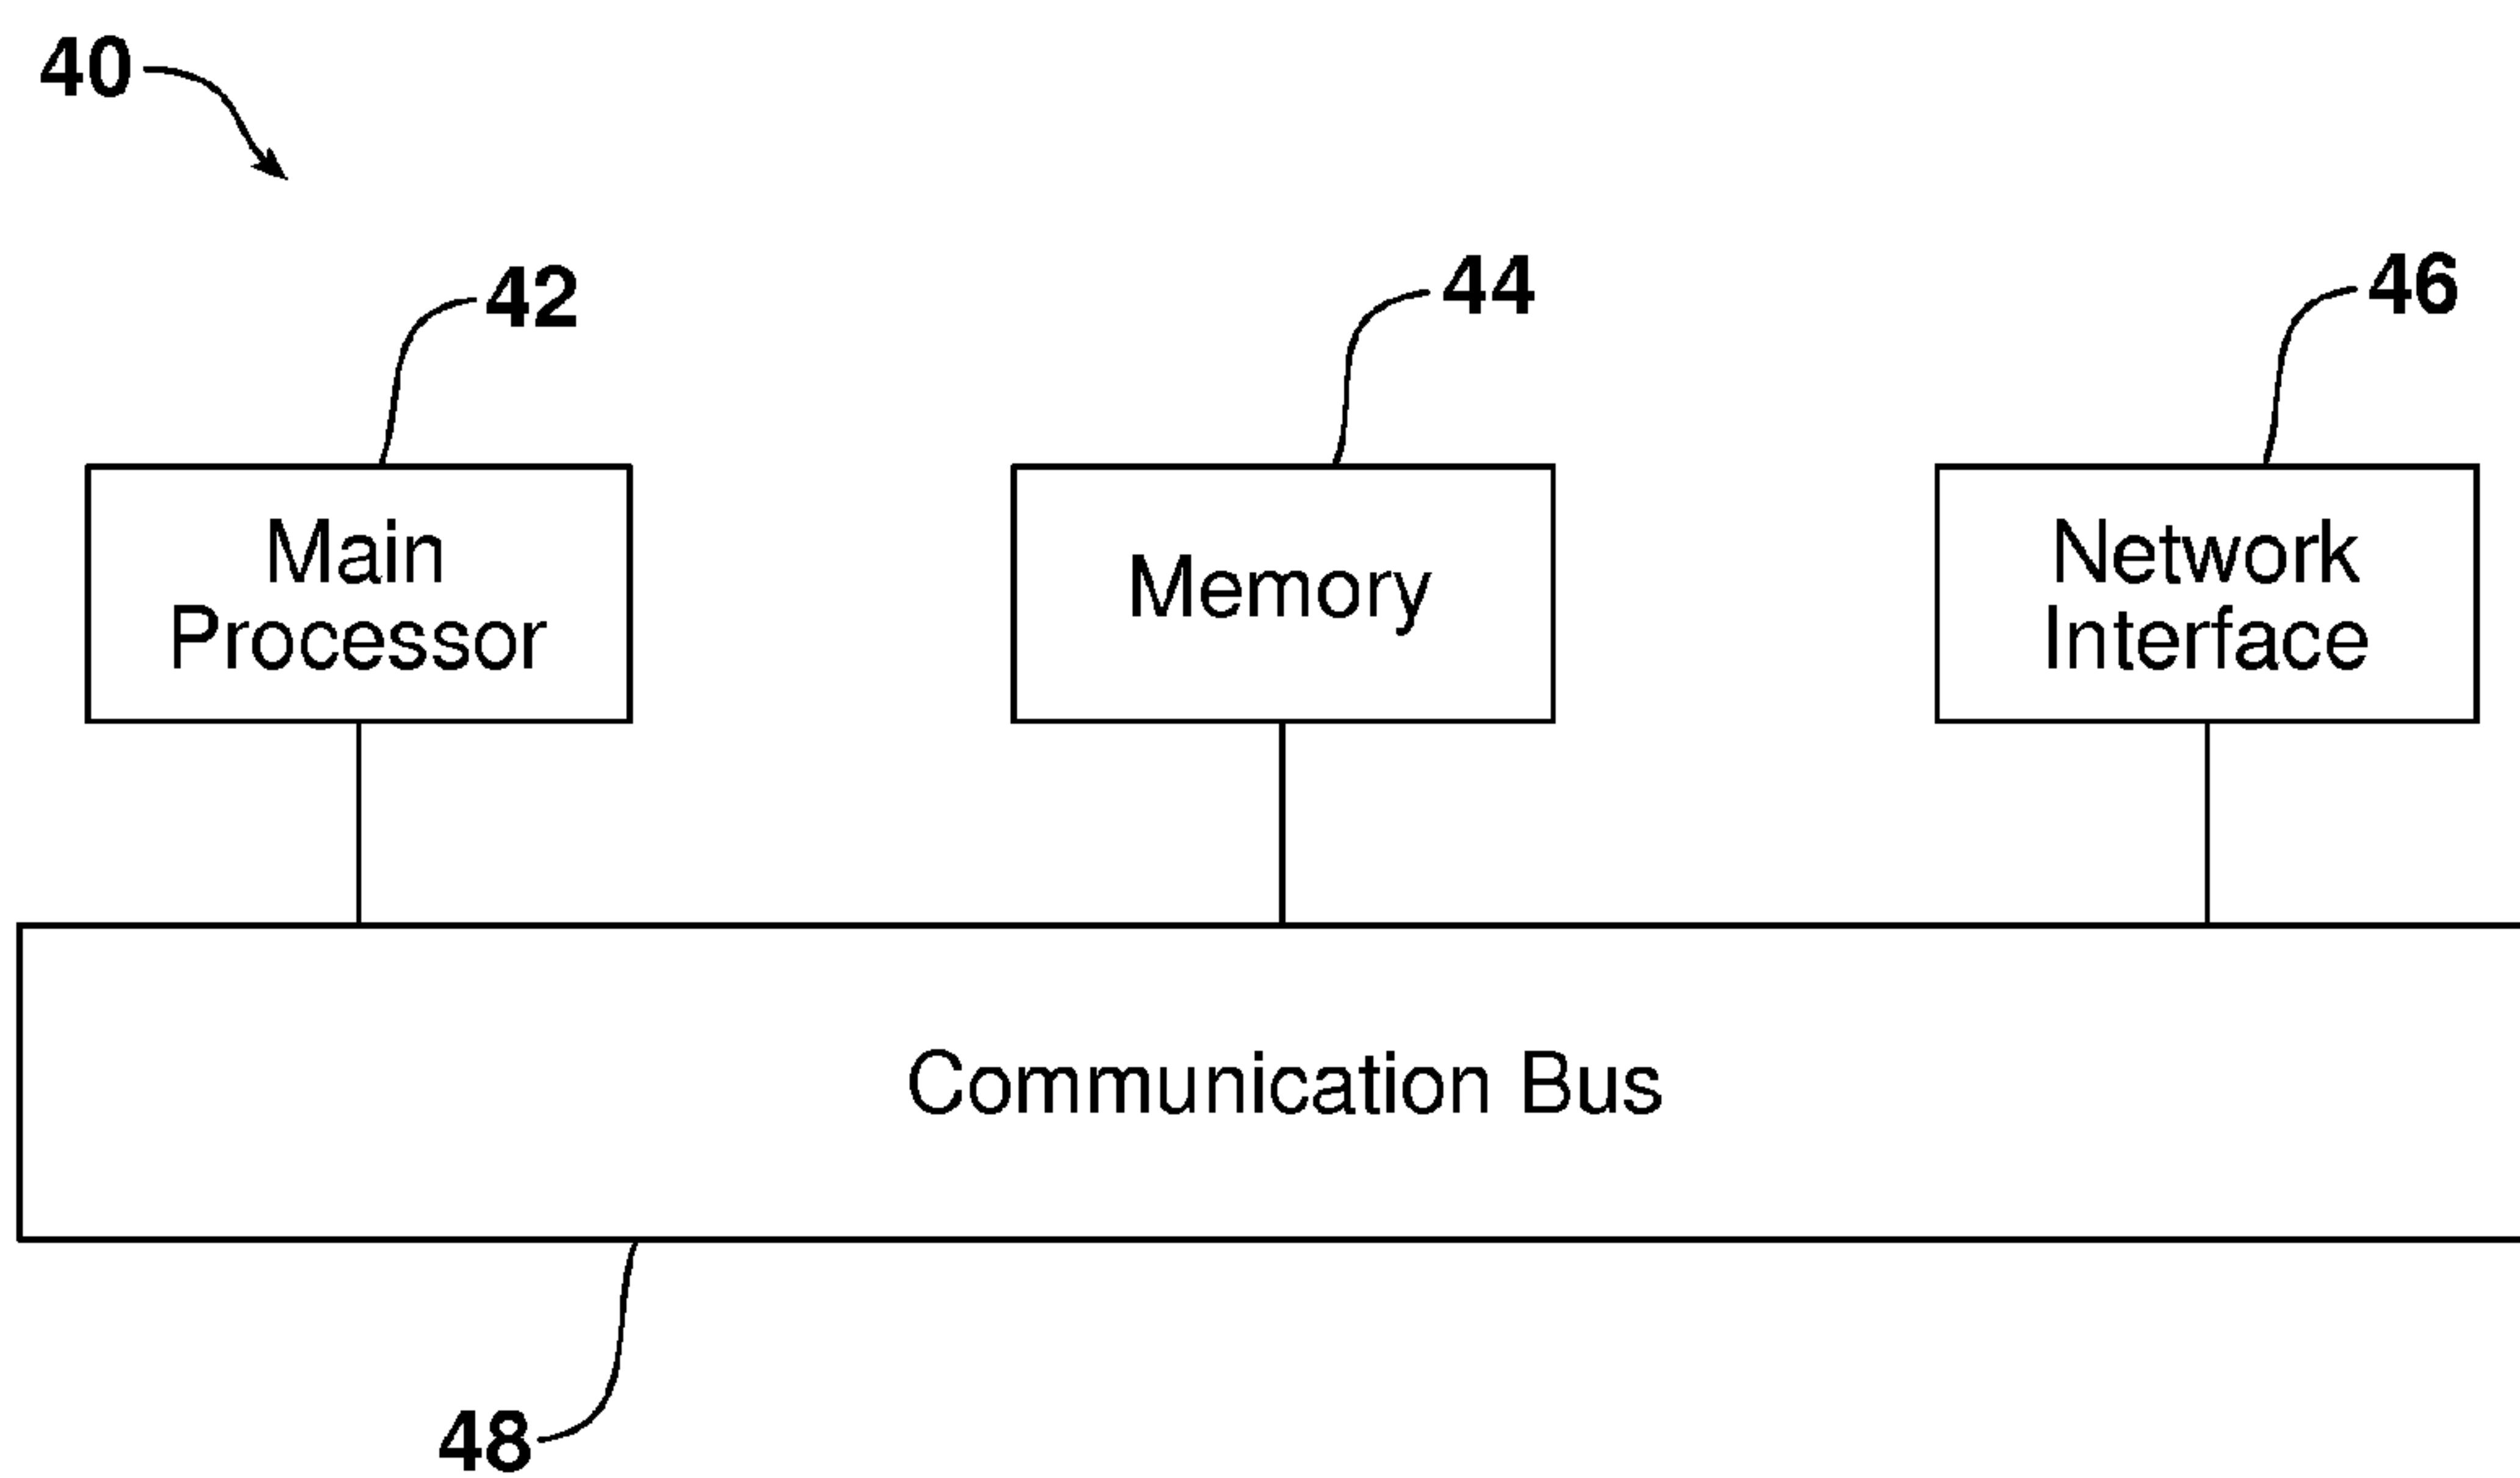 40
42
44
46
Main
Processor
Memory
Network
Interface
Communication Bus
48